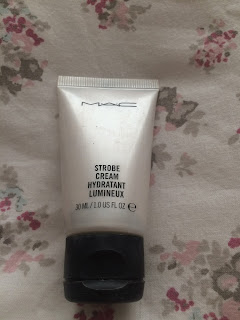 MAC
STROBE
CREAM
HYDRATANT
LUMINEUX
30 ML / 1.0 US FL OZ ℮